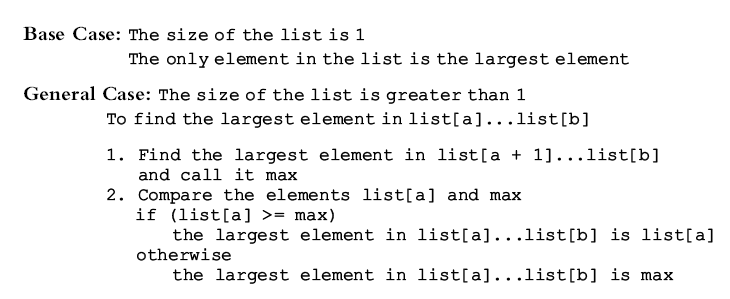 Base Case: The size of the list is 1
The only element in the list is the largest element
General Case: The size of the list is greater than 1
To find the largest element in list[a]...list[b]
1. Find the largest element in list[a + 1]...list[b]
and call it max
2. Compare the elements list[a] and max
if (list[a] >= max)
the largest element in list[a]...list[b] is list[a]
otherwise
the largest element in list[a]...list[b] is max